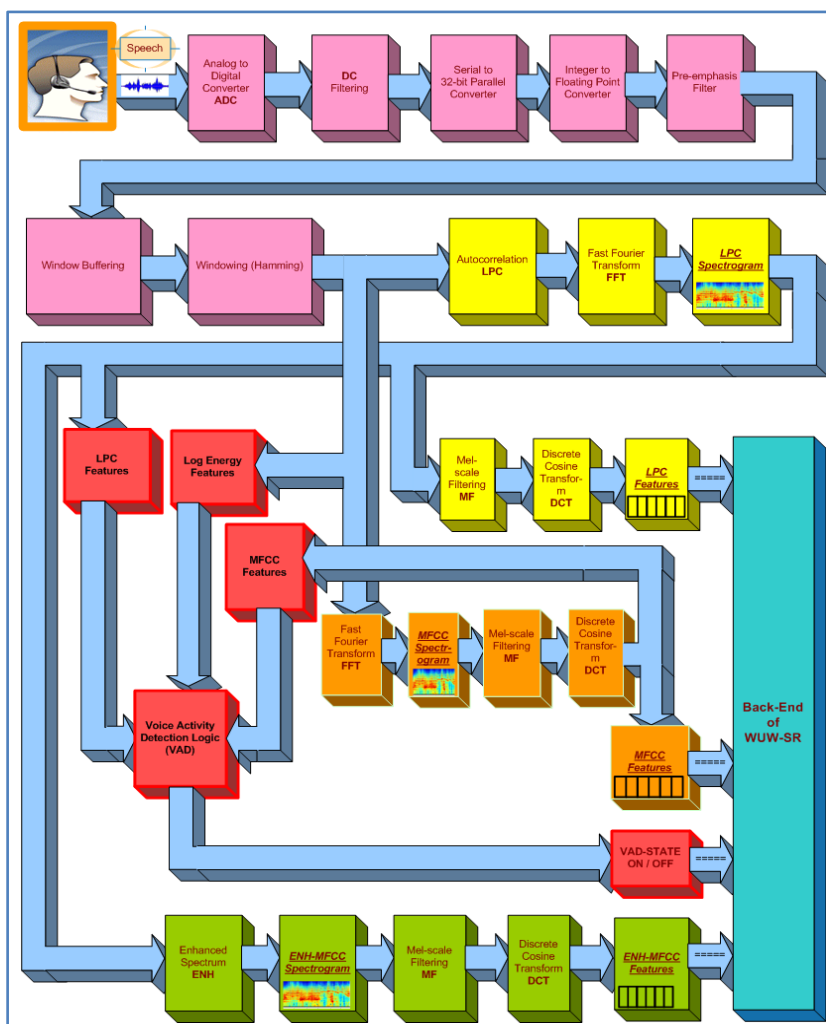 Speech
Analog to
Digital
Converter
ADC
DC
Filtering
Serial to
32-bit Parallel
Converter
Integer to
Floating Point
Converter
Pre-emphasis
Filter
Window Buffering
Windowing (Hamming)
Autocorrelation
LPC
Fast Fourier
Transform
FFT
LPC
Spectrogram
LPC
Features
Log Energy
Features
Mel-
scale
Filtering
MF
Discrete
Cosine
Transfor-
m
DCT
LPC
Features
=====
MFCC
Features
Fast
Fourier
Transform
FFT
MFCC
Spectr-
ogram
Mel-scale
Filtering
MF
Discrete
Cosine
Transfor-
m
DCT
Back-End
of
WUW-SR
Voice Activity
Detection Logic
(VAD)
MFCC
Features
=====
VAD-STATE
ON / OFF
=====
Enhanced
Spectrum
ENH
ENH-MFCC
Spectrogram
Mel-scale
Filtering
MF
Discrete
Cosine
Transform
DCT
ENH-MFCC
Features
=====